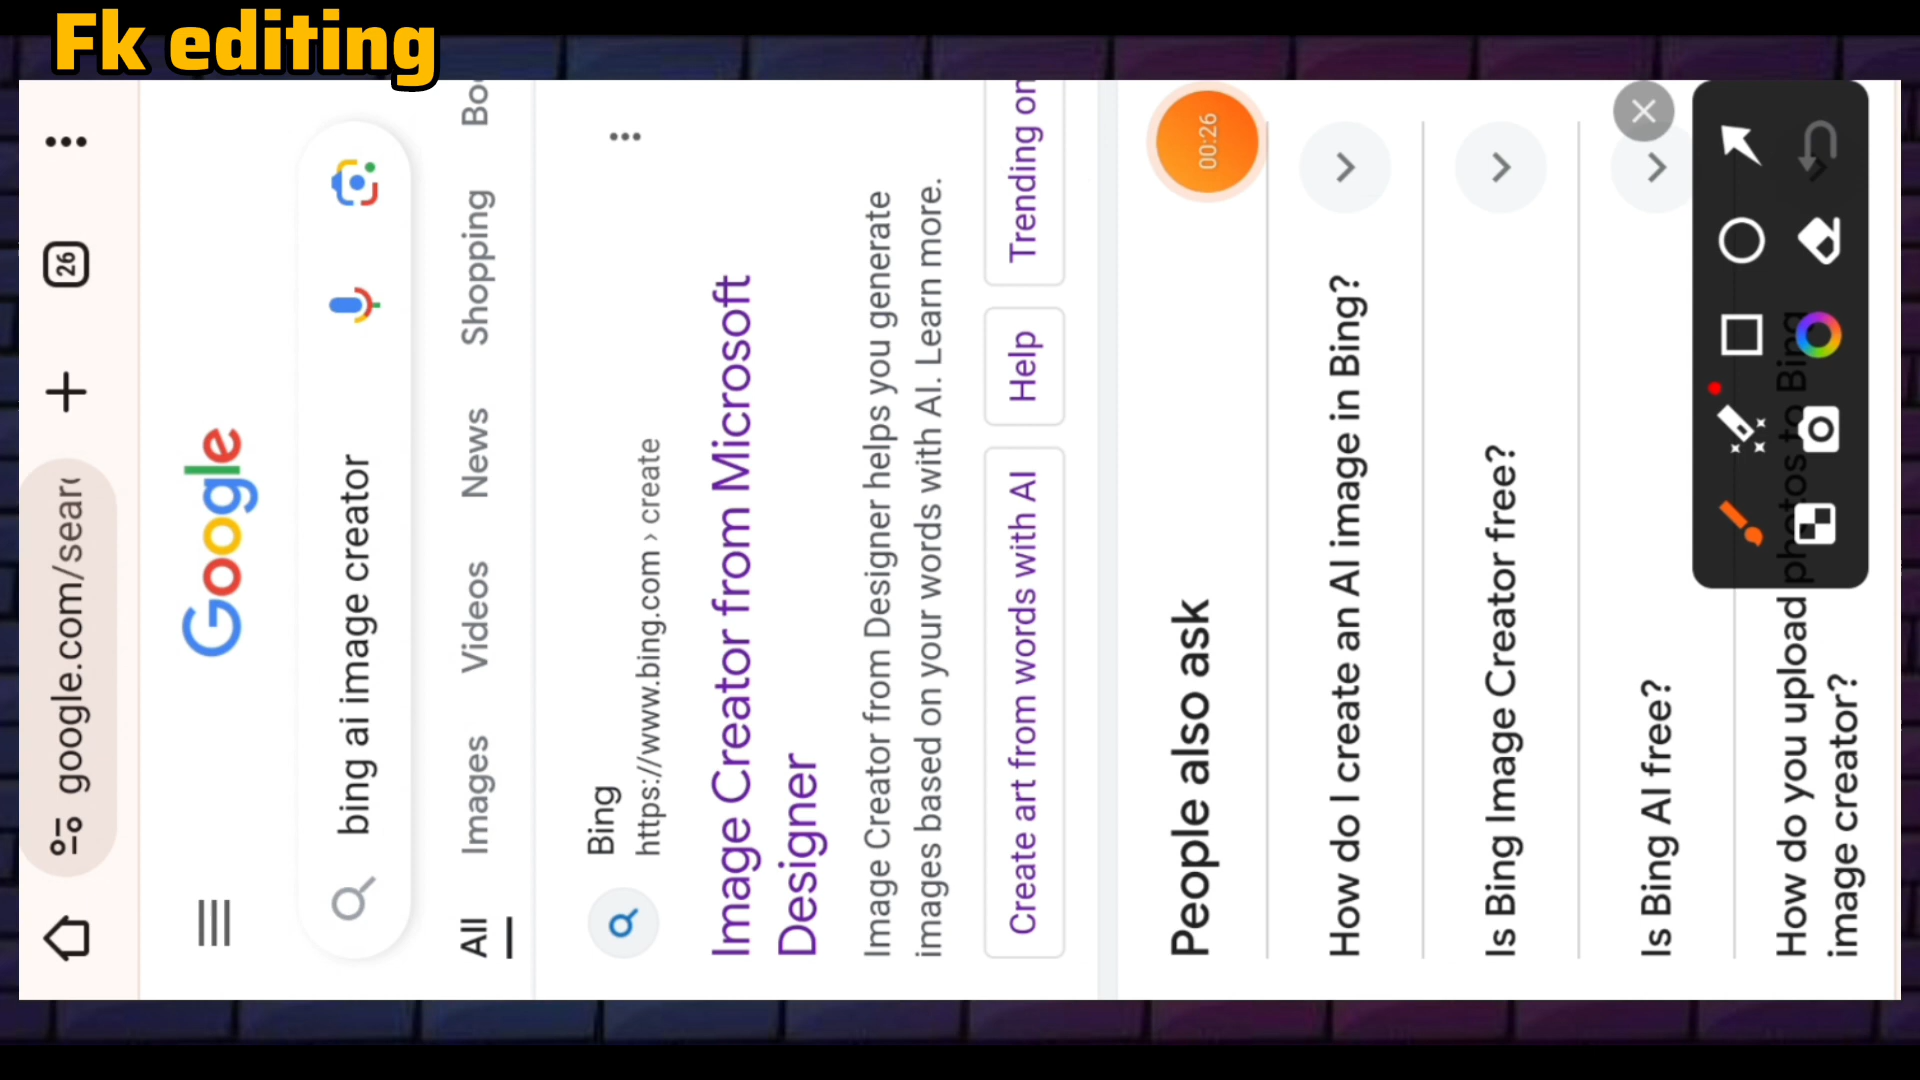 Fk editing
google.com/sear
26
Google
bing ai image creator
All Images Videos News Shopping Bo
Bing
https://www.bing.com › create
Image Creator from Microsoft
Designer
Image Creator from Designer helps you generate
images based on your words with AI. Learn more.
Create art from words with AI
Help
Trending on
People also ask
00:26
How do I create an AI image in Bing?
Is Bing Image Creator free?
Is Bing AI free?
How do you upload photos to Bing
image creator?